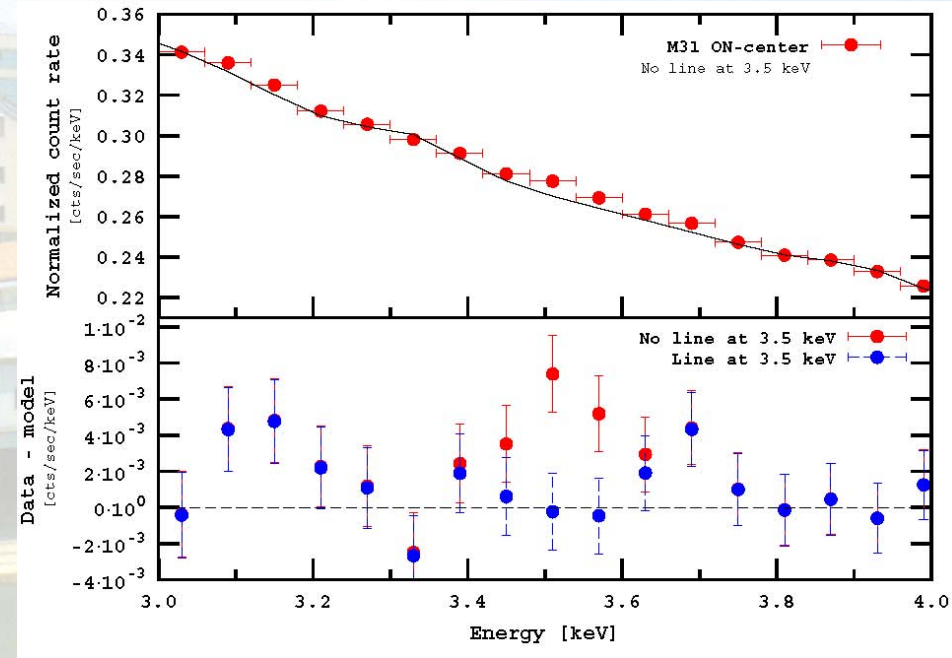 0.36
0.34
0.32
0.30
0.28
0.26
0.24
0.22
Normalized count rate
[cts/sec/keV]
M31 ON-center
No line at 3.5 keV
1·10^-2
8·10^-3
6·10^-3
4·10^-3
2·10^-3
0·10^0
-2·10^-3
-4·10^-3
Data - model
[cts/sec/keV]
No line at 3.5 keV
Line at 3.5 keV
3.0 3.2 3.4 3.6 3.8 4.0
Energy [keV]